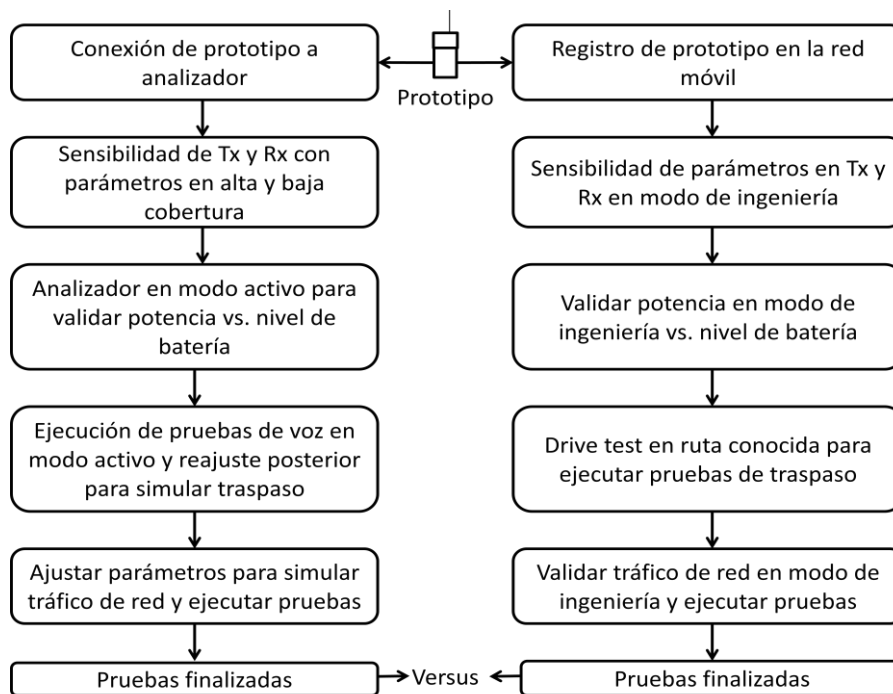 Conexión de prototipo a
analizador
Prototipo
Registro de prototipo en la red
móvil
Sensibilidad de Tx y Rx con
parámetros en alta y baja
cobertura
Sensibilidad de parámetros en Tx y
Rx en modo de ingeniería
Analizador en modo activo para
validar potencia vs. nivel de
batería
Validar potencia en modo de
ingeniería vs. nivel de batería
Ejecución de pruebas de voz en
modo activo y reajuste posterior
para simular traspaso
Drive test en ruta conocida para
ejecutar pruebas de traspaso
Ajustar parámetros para simular
tráfico de red y ejecutar pruebas
Validar tráfico de red en modo de
ingeniería y ejecutar pruebas
Pruebas finalizadas
Versus
Pruebas finalizadas